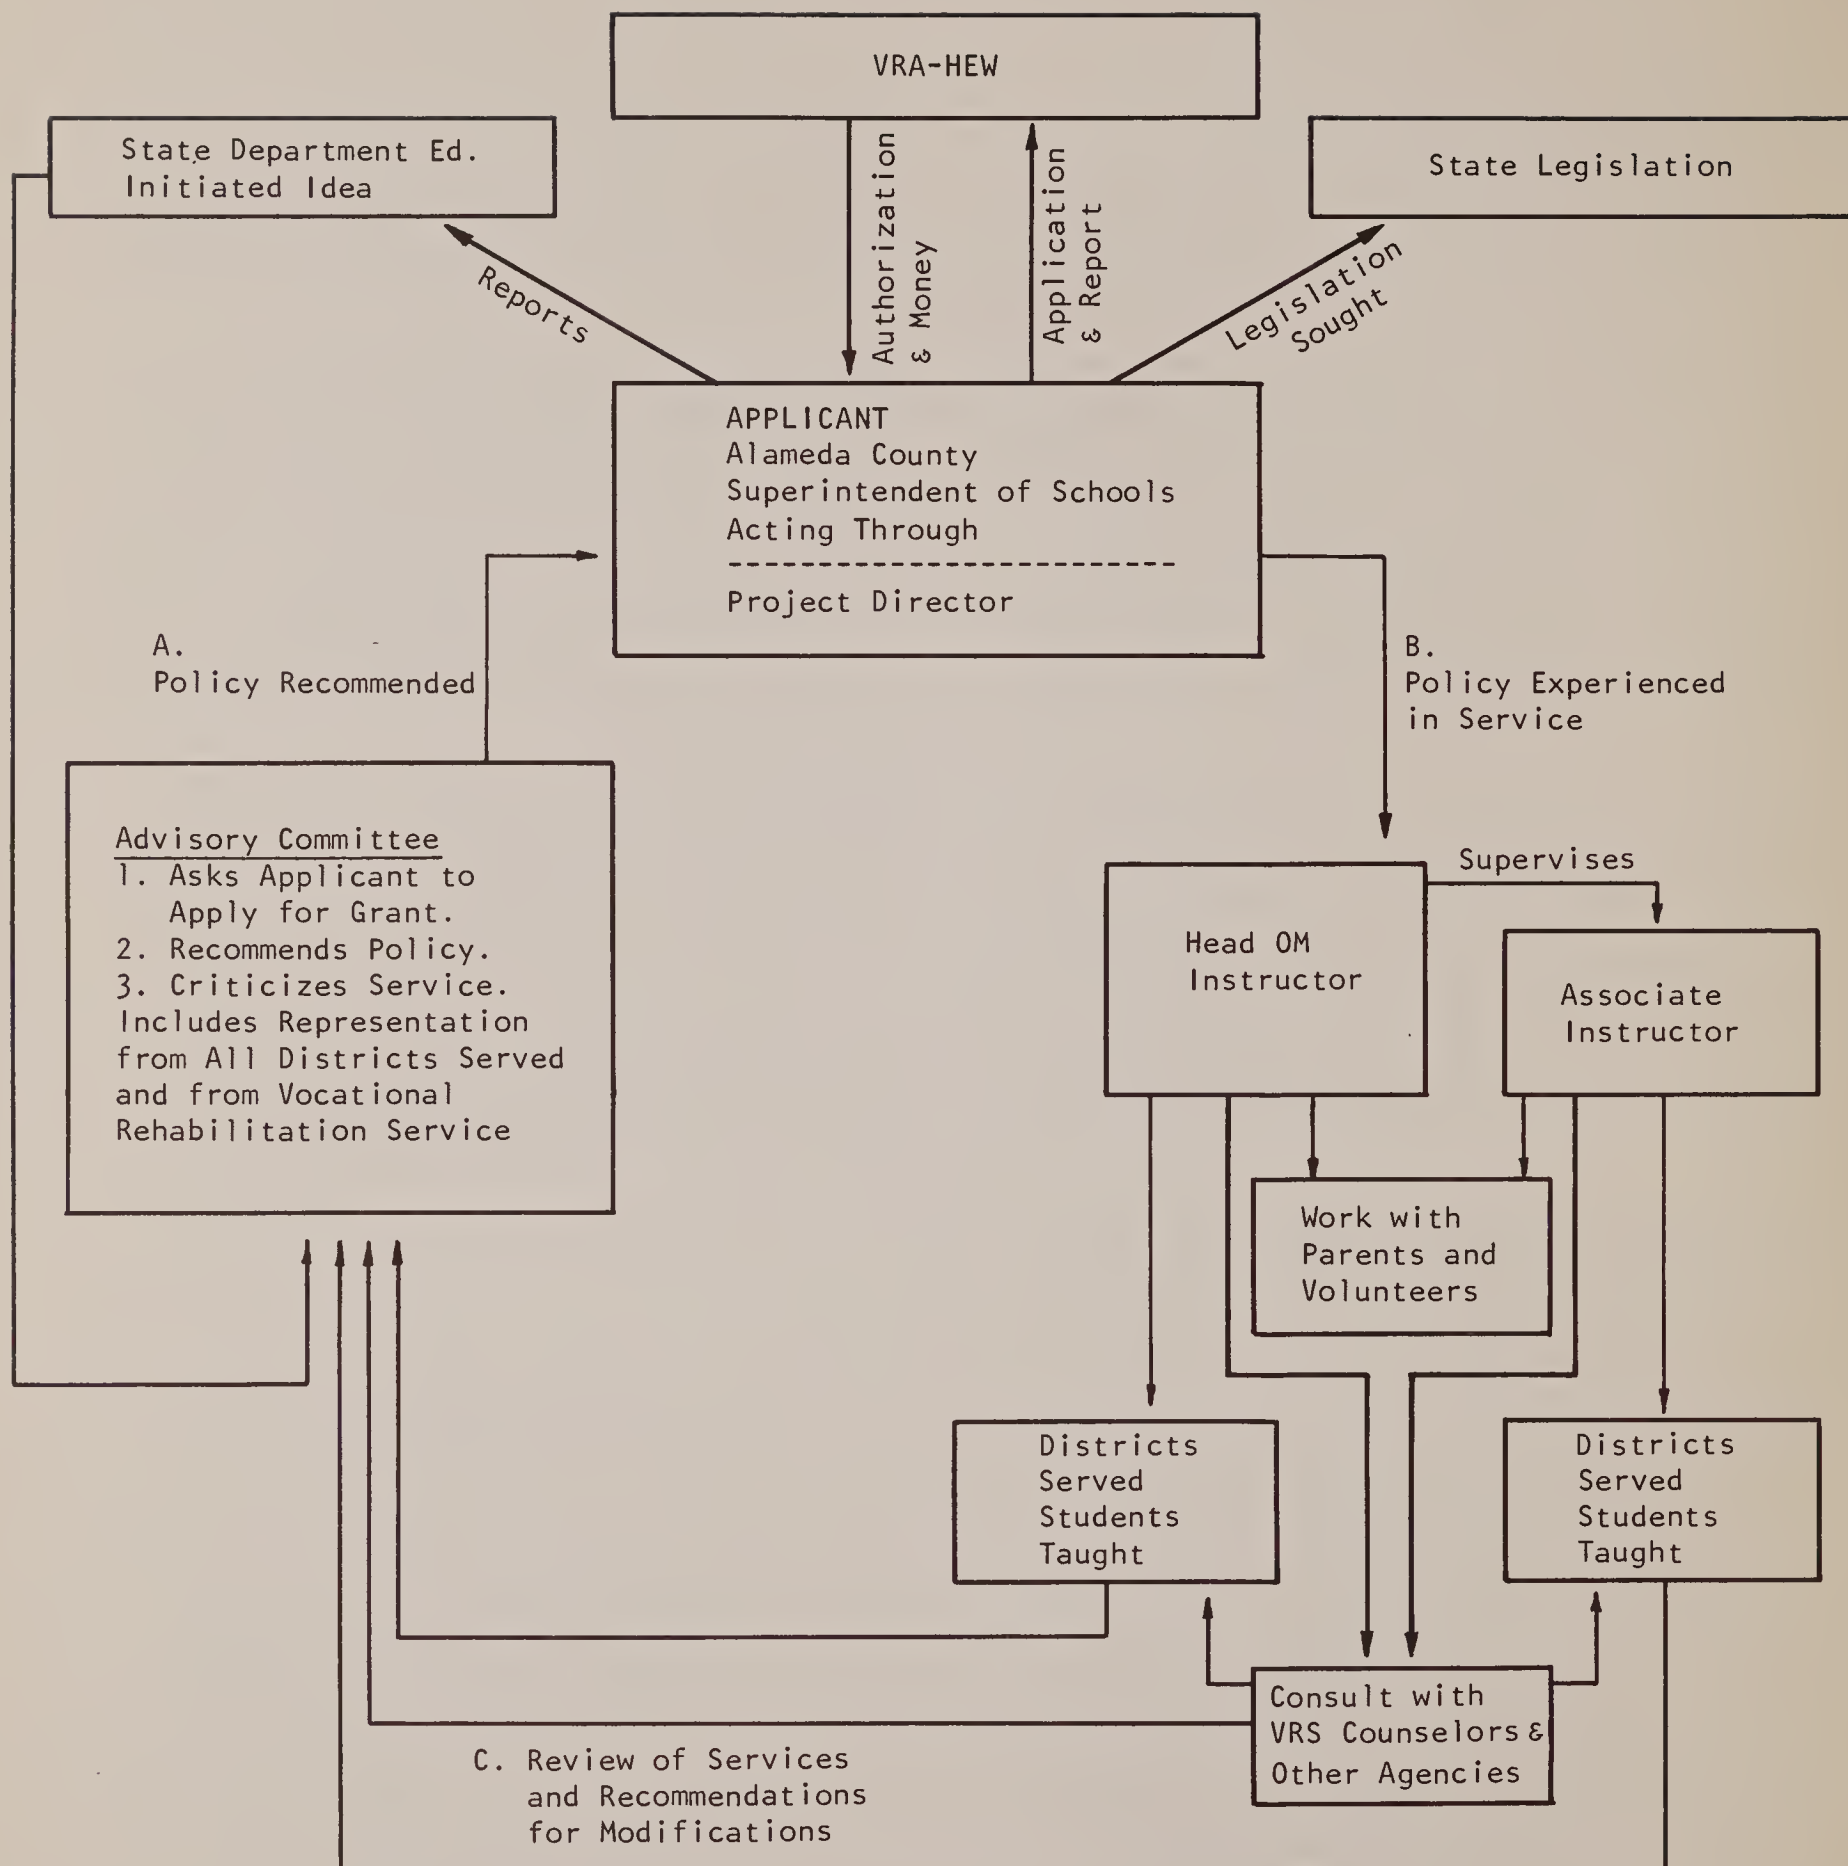 VRA-HEW
State Department Ed.
Initiated Idea
State Legislation
Reports
Authorization
& Money
Application
& Report
Legislation
Sought
APPLICANT
Alameda County
Superintendent of Schools
Acting Through
-------------------------
Project Director
A.
Policy Recommended
B.
Policy Experienced
in Service
Advisory Committee
1. Asks Applicant to
Apply for Grant.
2. Recommends Policy.
3. Criticizes Service.
Includes Representation
from All Districts Served
and from Vocational
Rehabilitation Service
Supervises
Head OM
Instructor
Associate
Instructor
Work with
Parents and
Volunteers
Districts
Served
Students
Taught
Districts
Served
Students
Taught
Consult with
VRS Counselors &
Other Agencies
C. Review of Services
and Recommendations
for Modifications